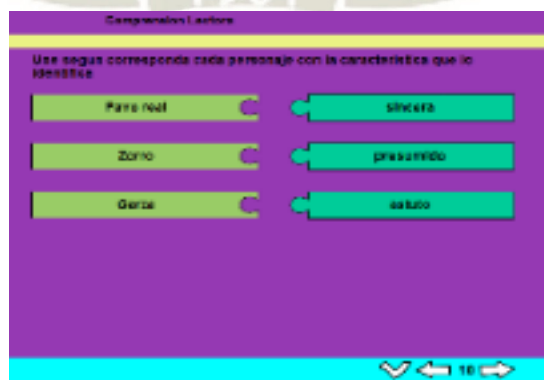 Comprension Lectora
Une segun corresponda cada personaje con la caracteristica que lo
identifica
Pavo real
sincera
Zorro
presumido
Garza
astuto
10